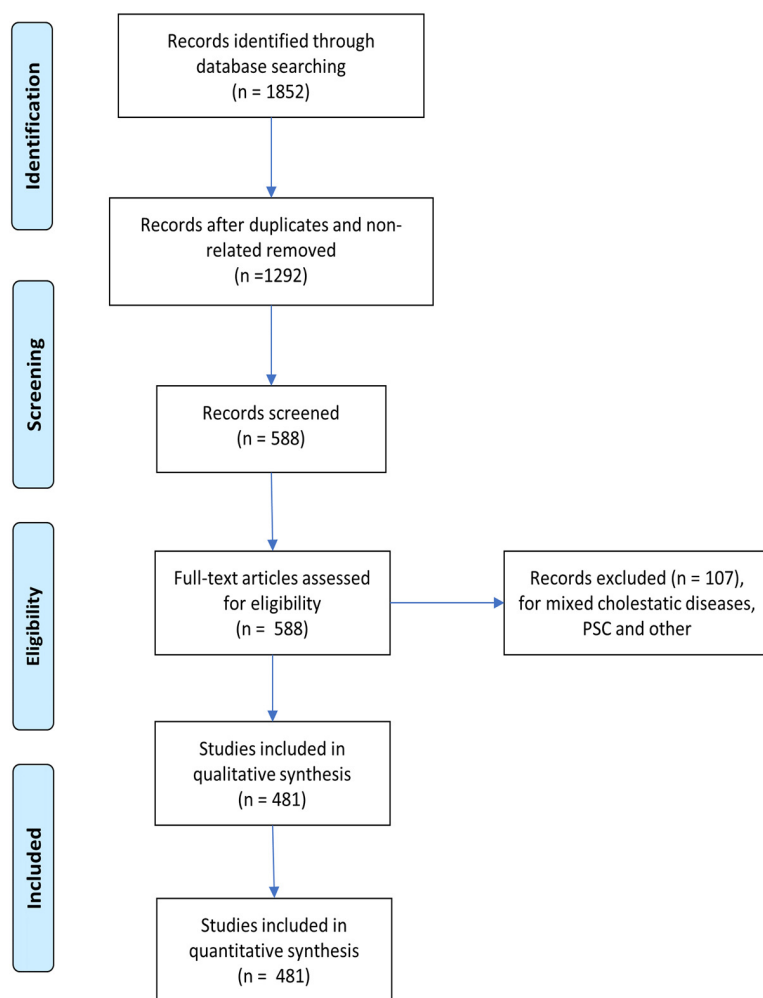 Identification
Records identified through
database searching
(n = 1852)
Records after duplicates and non-
related removed
(n =1292)
Screening
Records screened
(n = 588)
Eligibility
Full-text articles assessed
for eligibility
(n = 588)
Records excluded (n = 107),
for mixed cholestatic diseases,
PSC and other
Studies included in
qualitative synthesis
(n = 481)
Included
Studies included in
quantitative synthesis
(n = 481)